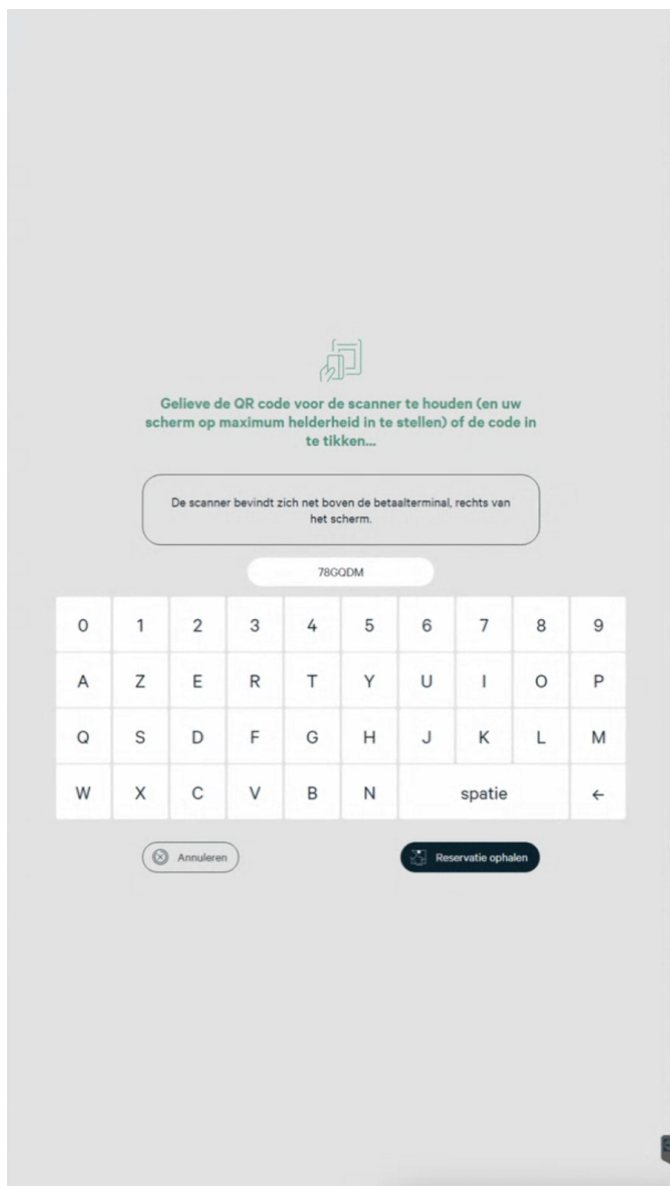 Gelieve de QR code voor de scanner te houden (en uw
scherm op maximum helderheid in te stellen) of de code in
te tikken...
De scanner bevindt zich net boven de betaalterminal, rechts van
het scherm.
78GQDM
0 1 2 3 4 5 6 7 8 9
A Z E R T Y U I O P
Q S D F G H J K L M
W X C V B N spatie ←
Annuleren Reservatie ophalen